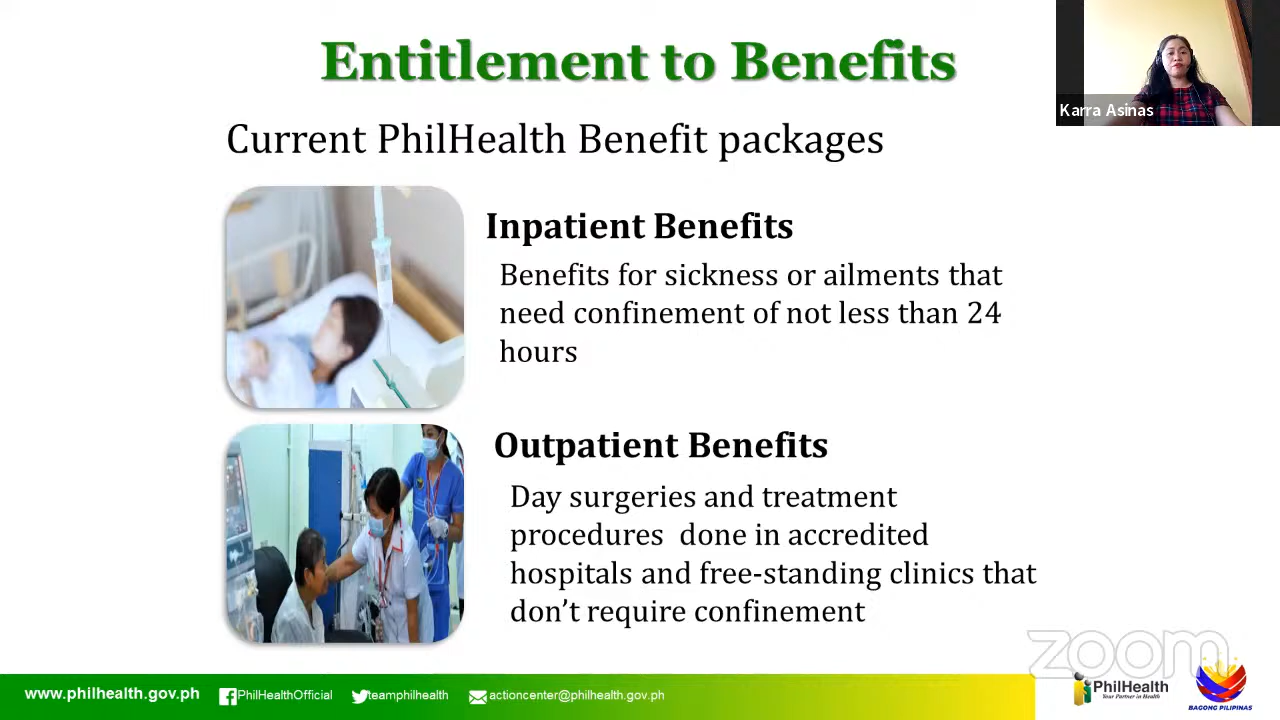 Entitlement to Benefits
Karra Asinas
Current PhilHealth Benefit packages
Inpatient Benefits
Benefits for sickness or ailments that
need confinement of not less than 24
hours
Outpatient Benefits
Day surgeries and treatment
procedures done in accredited
hospitals and free-standing clinics that
don’t require confinement
zoom
www.philhealth.gov.ph
PhilHealthOfficial
teamphilhealth
actioncenter@philhealth.gov.ph
PhilHealth
Your Partner in Health
BAGONG PILIPINAS